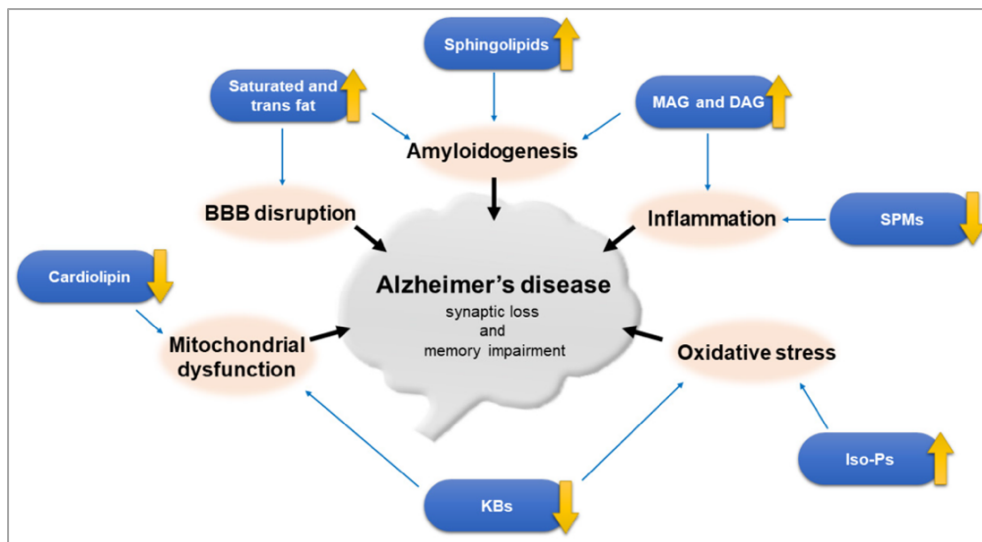 Sphingolipids
Saturated and
trans fat
MAG and DAG
Amyloidogenesis
BBB disruption
Inflammation
SPMs
Cardiolipin
Alzheimer’s disease
synaptic loss
and
memory impairment
Mitochondrial
dysfunction
Oxidative stress
Iso-Ps
KBs